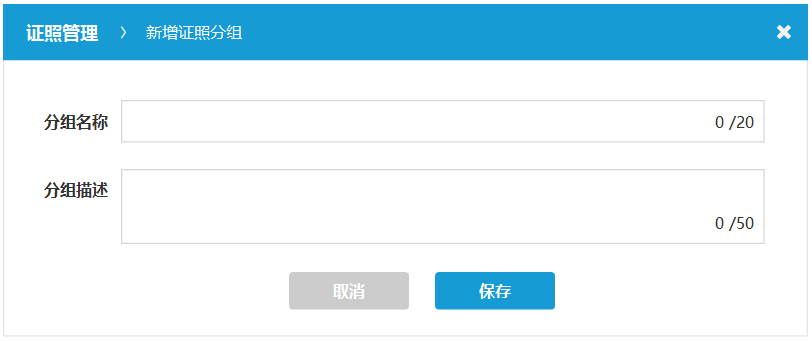 证照管理 〉 新增证照分组 ✖
分组名称 0 /20
分组描述 0 /50
取消 保存